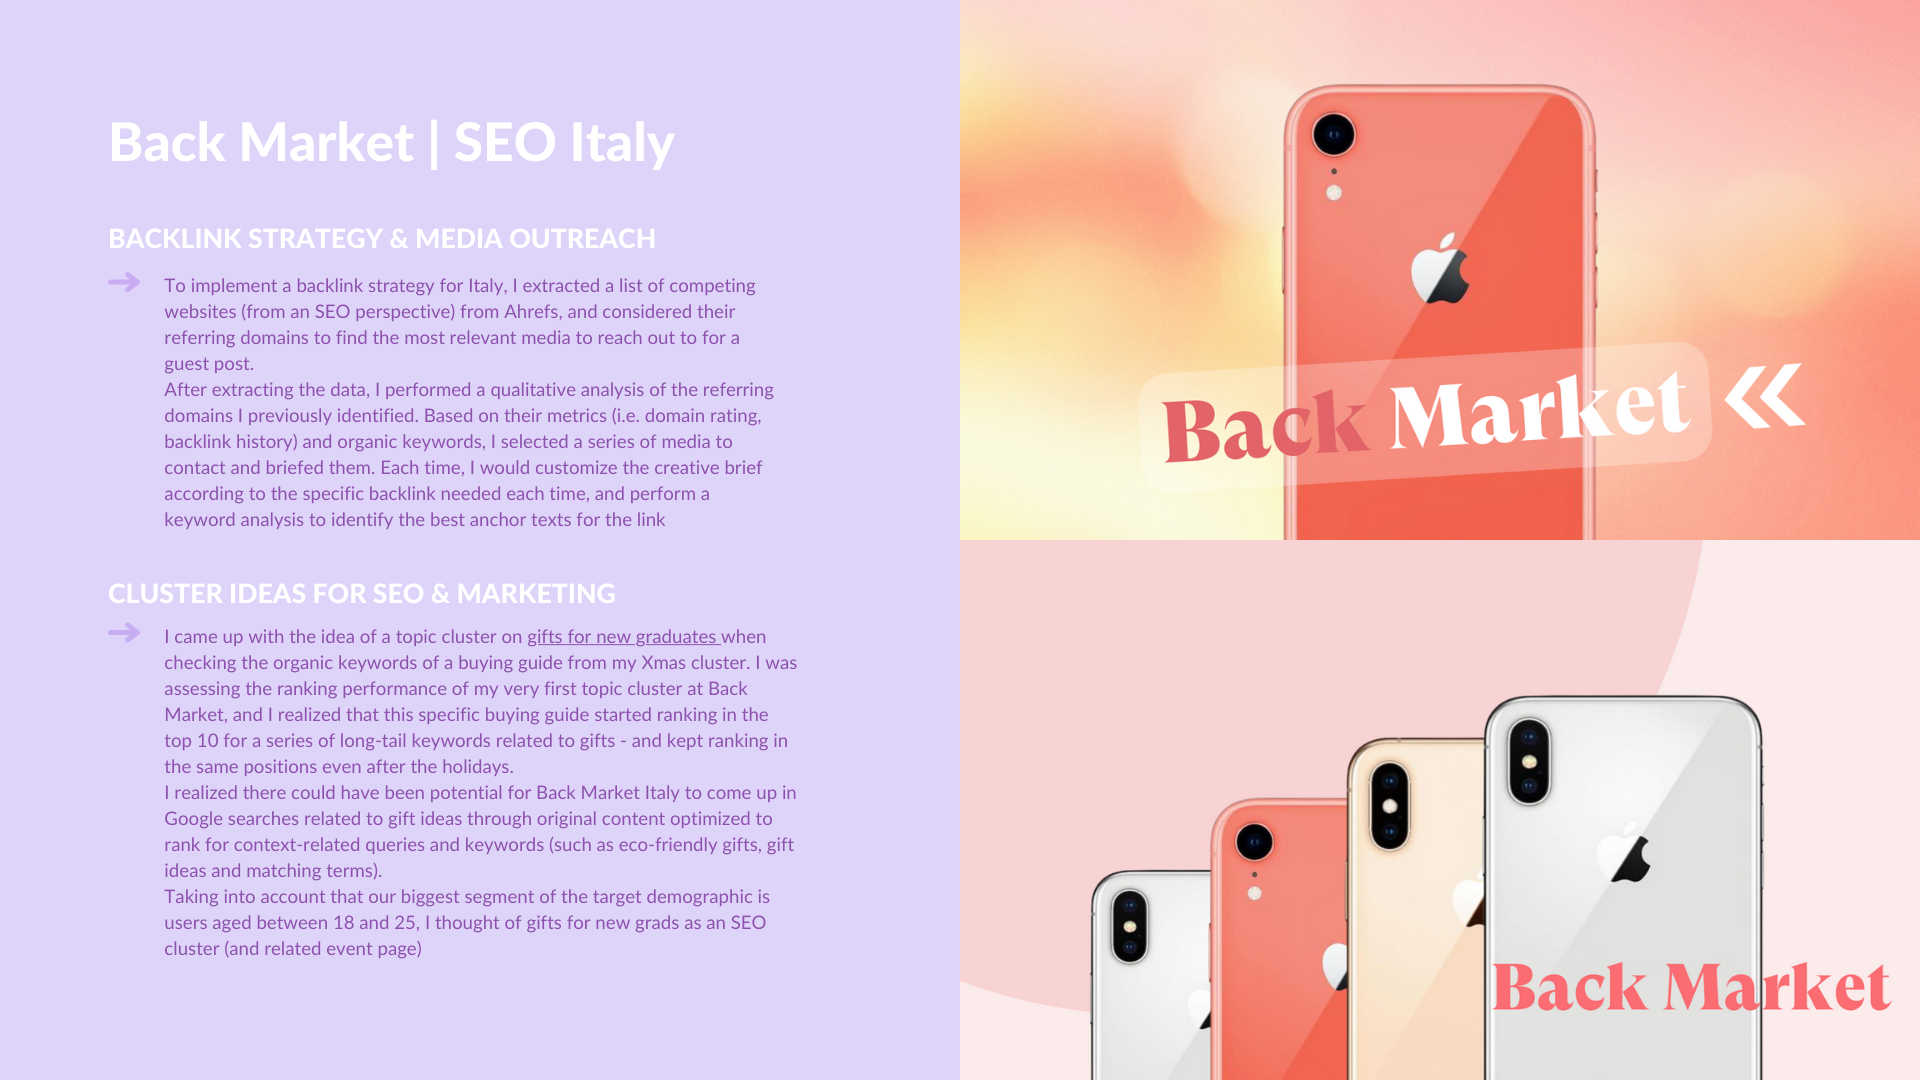 Back Market | SEO Italy
BACKLINK STRATEGY & MEDIA OUTREACH
To implement a backlink strategy for Italy, I extracted a list of competing
websites (from an SEO perspective) from Ahrefs, and considered their
referring domains to find the most relevant media to reach out to for a
guest post.
After extracting the data, I performed a qualitative analysis of the referring
domains I previously identified. Based on their metrics (i.e. domain rating,
backlink history) and organic keywords, I selected a series of media to
contact and briefed them. Each time, I would customize the creative brief
according to the specific backlink needed each time, and perform a
keyword analysis to identify the best anchor texts for the link
CLUSTER IDEAS FOR SEO & MARKETING
I came up with the idea of a topic cluster on gifts for new graduates when
checking the organic keywords of a buying guide from my Xmas cluster. I was
assessing the ranking performance of my very first topic cluster at Back
Market, and I realized that this specific buying guide started ranking in the
top 10 for a series of long-tail keywords related to gifts - and kept ranking in
the same positions even after the holidays.
I realized there could have been potential for Back Market Italy to come up in
Google searches related to gift ideas through original content optimized to
rank for context-related queries and keywords (such as eco-friendly gifts, gift
ideas and matching terms).
Taking into account that our biggest segment of the target demographic is
users aged between 18 and 25, I thought of gifts for new grads as an SEO
cluster (and related event page)
Back Market «
Back Market